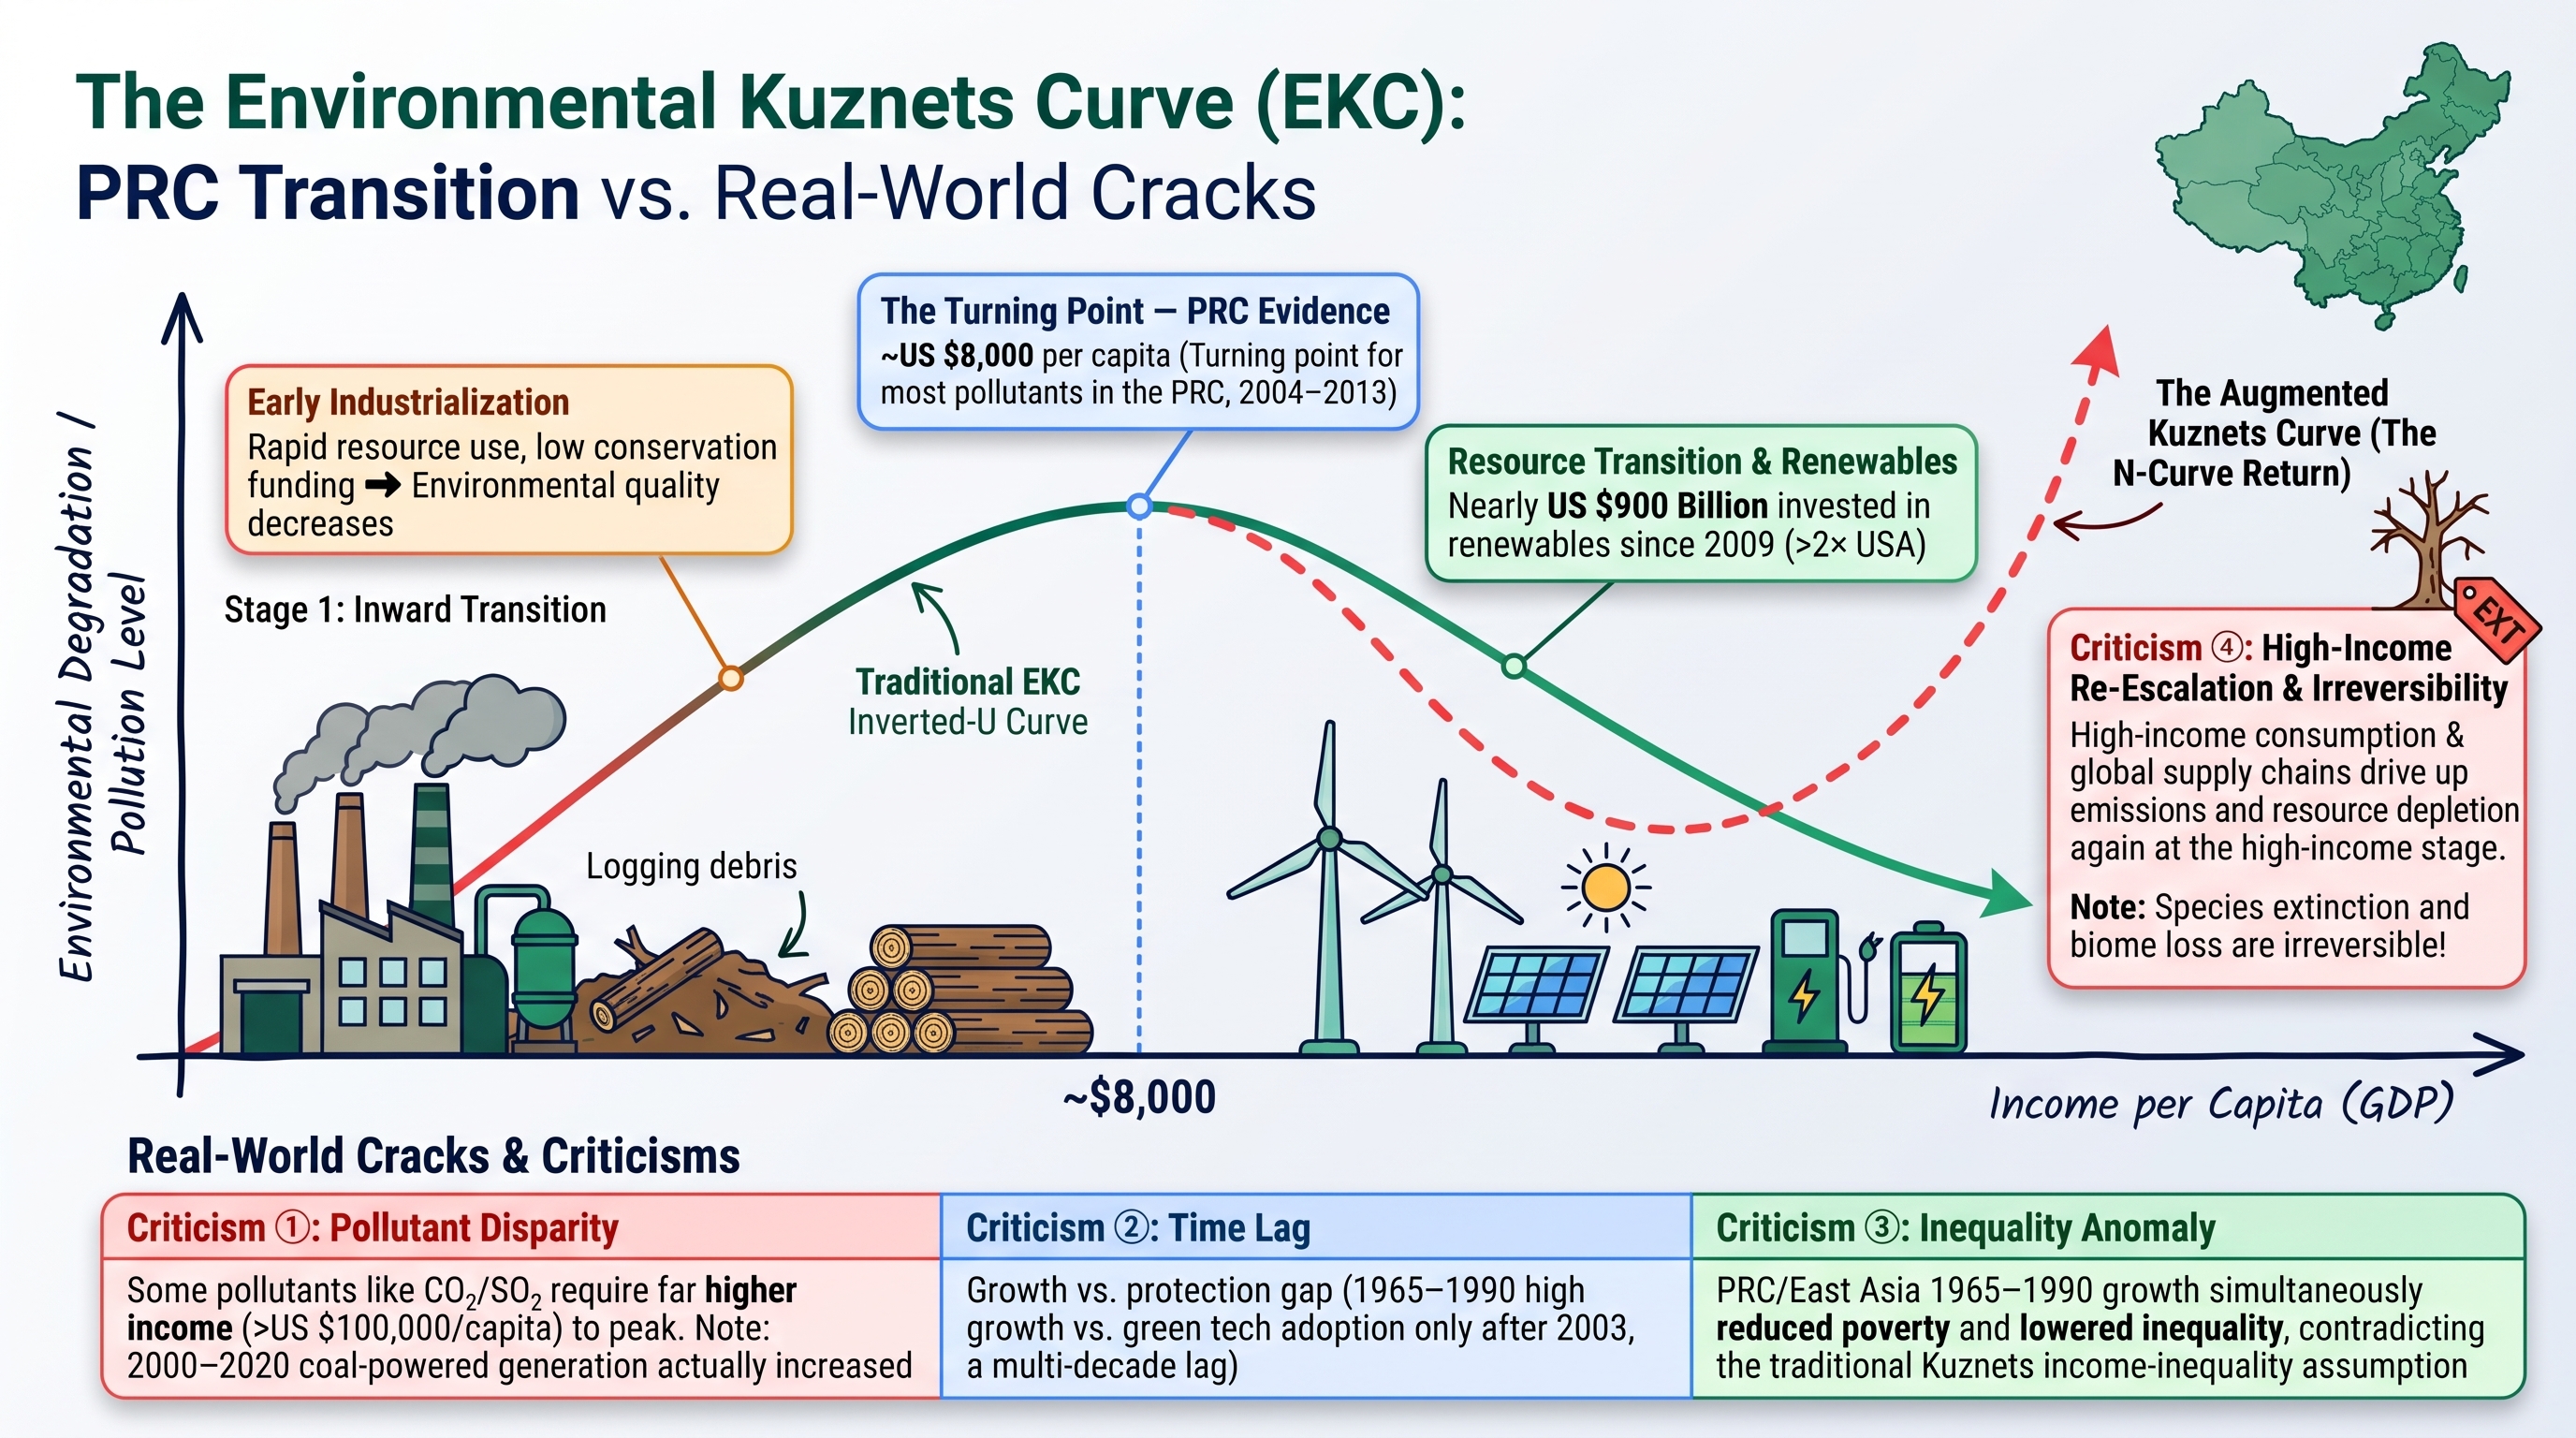 The Environmental Kuznets Curve (EKC):
PRC Transition vs. Real-World Cracks
The Turning Point — PRC Evidence
~US $8,000 per capita (Turning point for
most pollutants in the PRC, 2004–2013)
Early Industrialization
Rapid resource use, low conservation
funding ➡ Environmental quality
decreases
Resource Transition & Renewables
Nearly US $900 Billion invested in
renewables since 2009 (>2× USA)
The Augmented
Kuznets Curve (The
N-Curve Return)
Environmental Degradation /
Pollution Level
Stage 1: Inward Transition
Traditional EKC
Inverted-U Curve
Logging debris
EXT
Criticism ④: High-Income
Re-Escalation & Irreversibility
High-income consumption &
global supply chains drive up
emissions and resource depletion
again at the high-income stage.
Note: Species extinction and
biome loss are irreversible!
~$8,000
Income per Capita (GDP)
Real-World Cracks & Criticisms
Criticism ①: Pollutant Disparity
Some pollutants like CO₂/SO₂ require far higher
income (>US $100,000/capita) to peak. Note:
2000–2020 coal-powered generation actually increased
Criticism ②: Time Lag
Growth vs. protection gap (1965–1990 high
growth vs. green tech adoption only after 2003,
a multi-decade lag)
Criticism ③: Inequality Anomaly
PRC/East Asia 1965–1990 growth simultaneously
reduced poverty and lowered inequality, contradicting
the traditional Kuznets income-inequality assumption